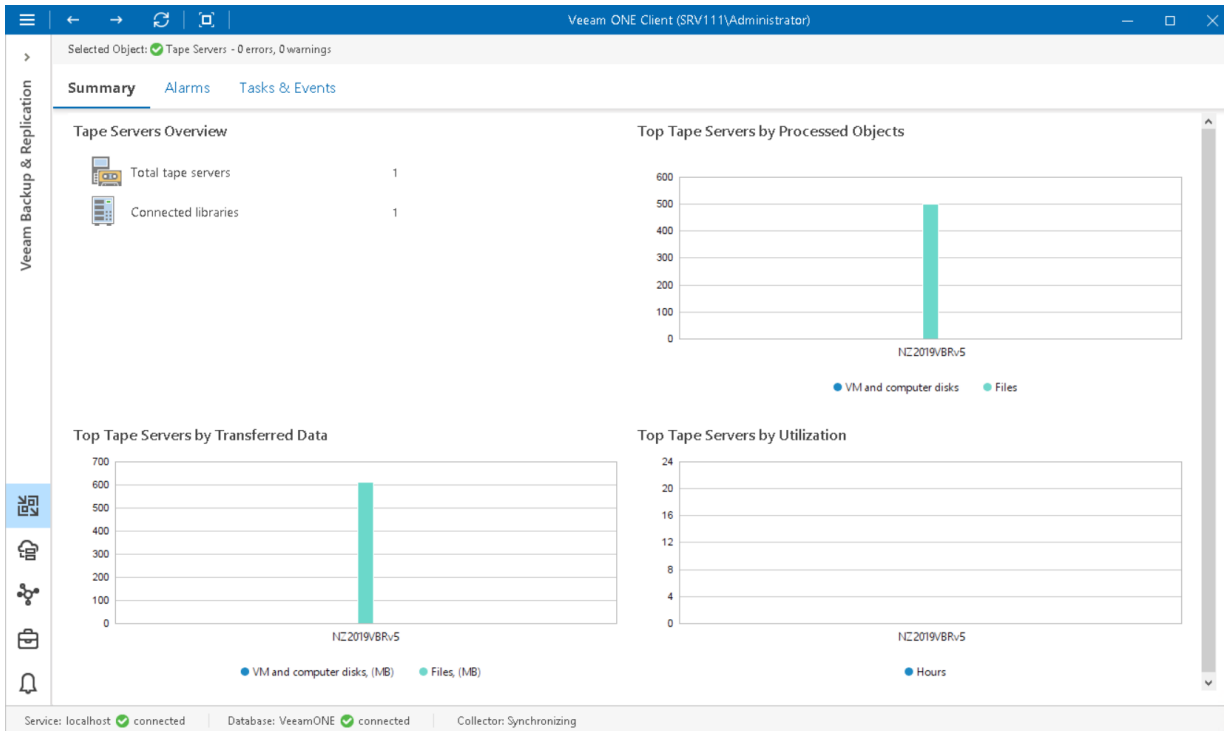 Veeam ONE Client (SRV111\Administrator)
Selected Object: Tape Servers - 0 errors, 0 warnings
Veeam Backup & Replication
Summary Alarms Tasks & Events
Tape Servers Overview
Total tape servers 1
Connected libraries 1
Top Tape Servers by Processed Objects
600
500
400
300
200
100
0
NZ2019VBRv5
VM and computer disks Files
Top Tape Servers by Transferred Data
700
600
500
400
300
200
100
0
NZ2019VBRv5
VM and computer disks, (MB) Files, (MB)
Top Tape Servers by Utilization
24
20
16
12
8
4
0
NZ2019VBRv5
Hours
Service: localhost connected Database: VeeamONE connected Collector: Synchronizing